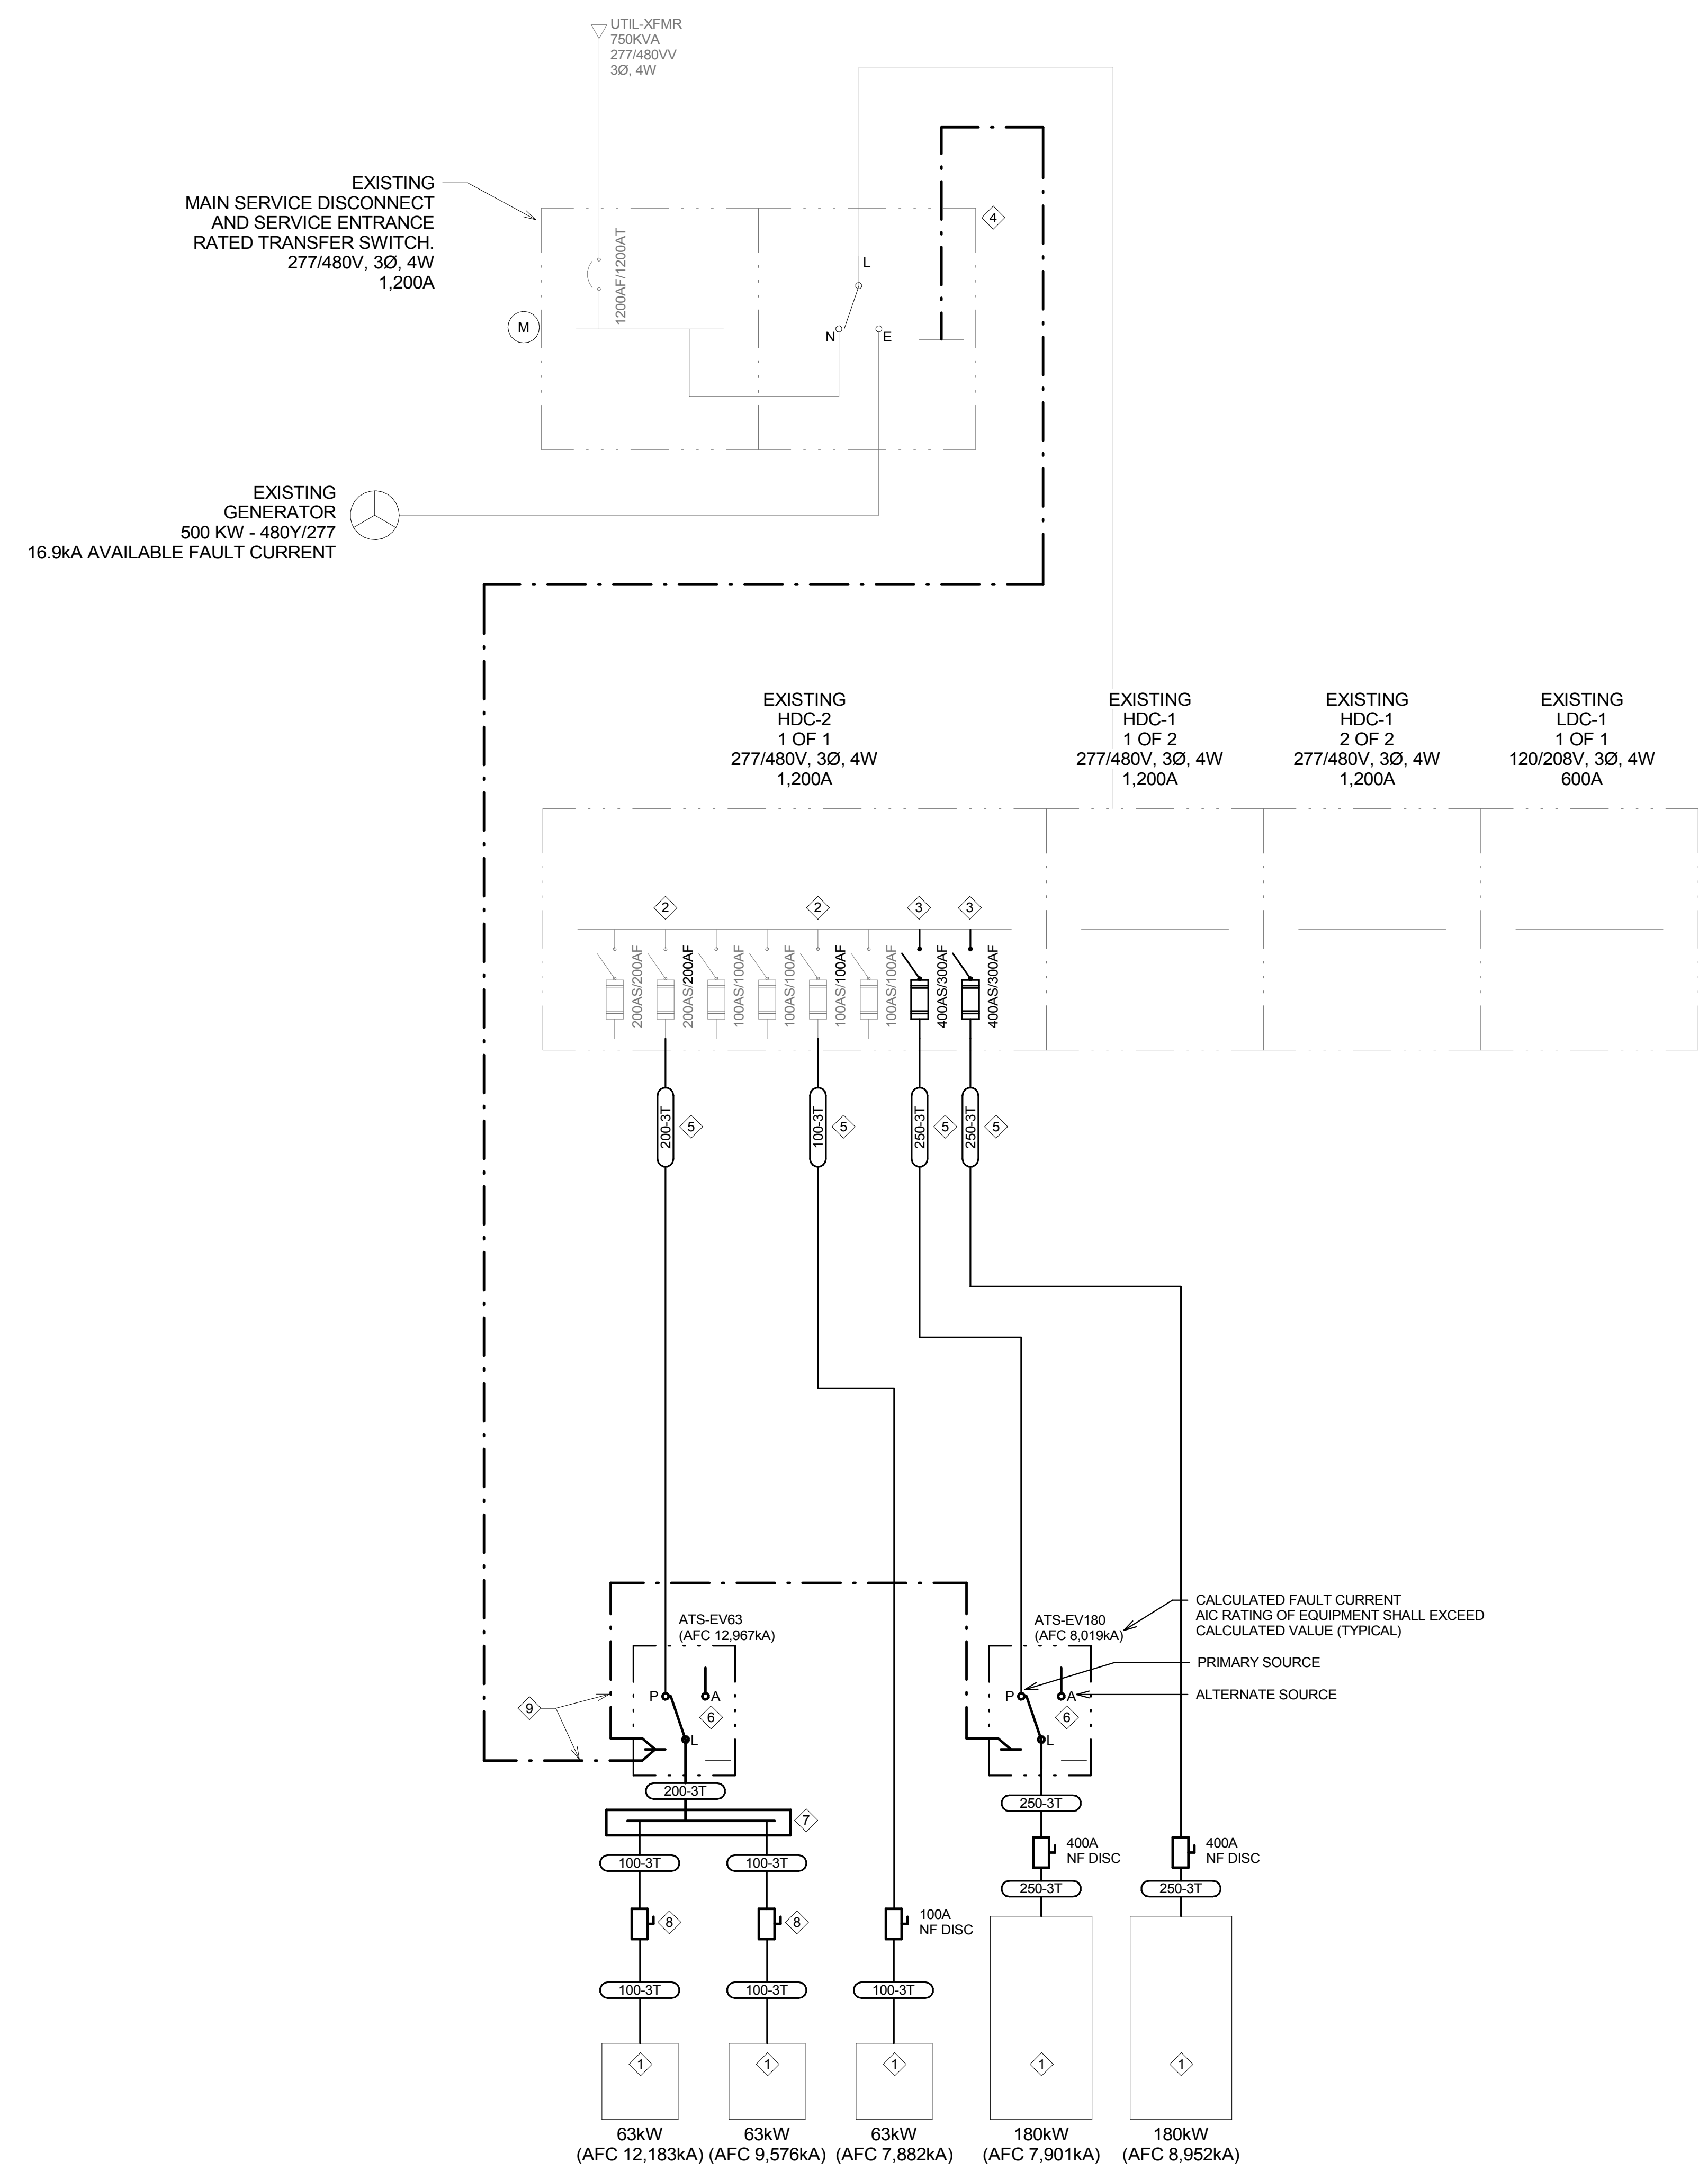 UTIL-XFMR
750KVA
277/480VV
3Ø, 4W
EXISTING
MAIN SERVICE DISCONNECT
AND SERVICE ENTRANCE
RATED TRANSFER SWITCH.
277/480V, 3Ø, 4W
1,200A
4
1200AF/1200AT
L
M
N
E
EXISTING
GENERATOR
500 KW - 480Y/277
16.9kA AVAILABLE FAULT CURRENT
EXISTING
HDC-2
1 OF 1
277/480V, 3Ø, 4W
1,200A
EXISTING
HDC-1
1 OF 2
277/480V, 3Ø, 4W
1,200A
EXISTING
HDC-1
2 OF 2
277/480V, 3Ø, 4W
1,200A
EXISTING
LDC-1
1 OF 1
120/208V, 3Ø, 4W
600A
2
2
3
3
200AS/200AF
200AS/200AF
100AS/100AF
100AS/100AF
100AS/100AF
100AS/100AF
400AS/300AF
400AS/300AF
200-3T
5
100-3T
5
250-3T
5
250-3T
5
ATS-EV63
(AFC 12,967kA)
ATS-EV180
(AFC 8,019kA)
CALCULATED FAULT CURRENT
AIC RATING OF EQUIPMENT SHALL EXCEED
CALCULATED VALUE (TYPICAL)
PRIMARY SOURCE
ALTERNATE SOURCE
9
P
A
6
L
P
A
6
L
200-3T
7
250-3T
400A
NF DISC
400A
NF DISC
100-3T
100-3T
250-3T
250-3T
8
8
100A
NF DISC
100-3T
100-3T
100-3T
1
1
1
1
1
63kW
(AFC 12,183kA)
63kW
(AFC 9,576kA)
63kW
(AFC 7,882kA)
180kW
(AFC 7,901kA)
180kW
(AFC 8,952kA)